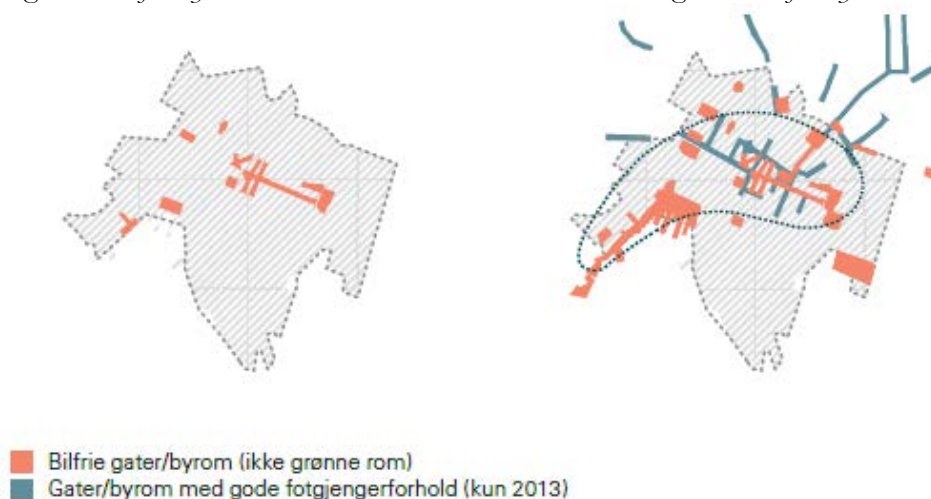 Bilfrie gater/byrom (ikke grønne rom)
Gater/byrom med gode fotgjengerforhold (kun 2013)